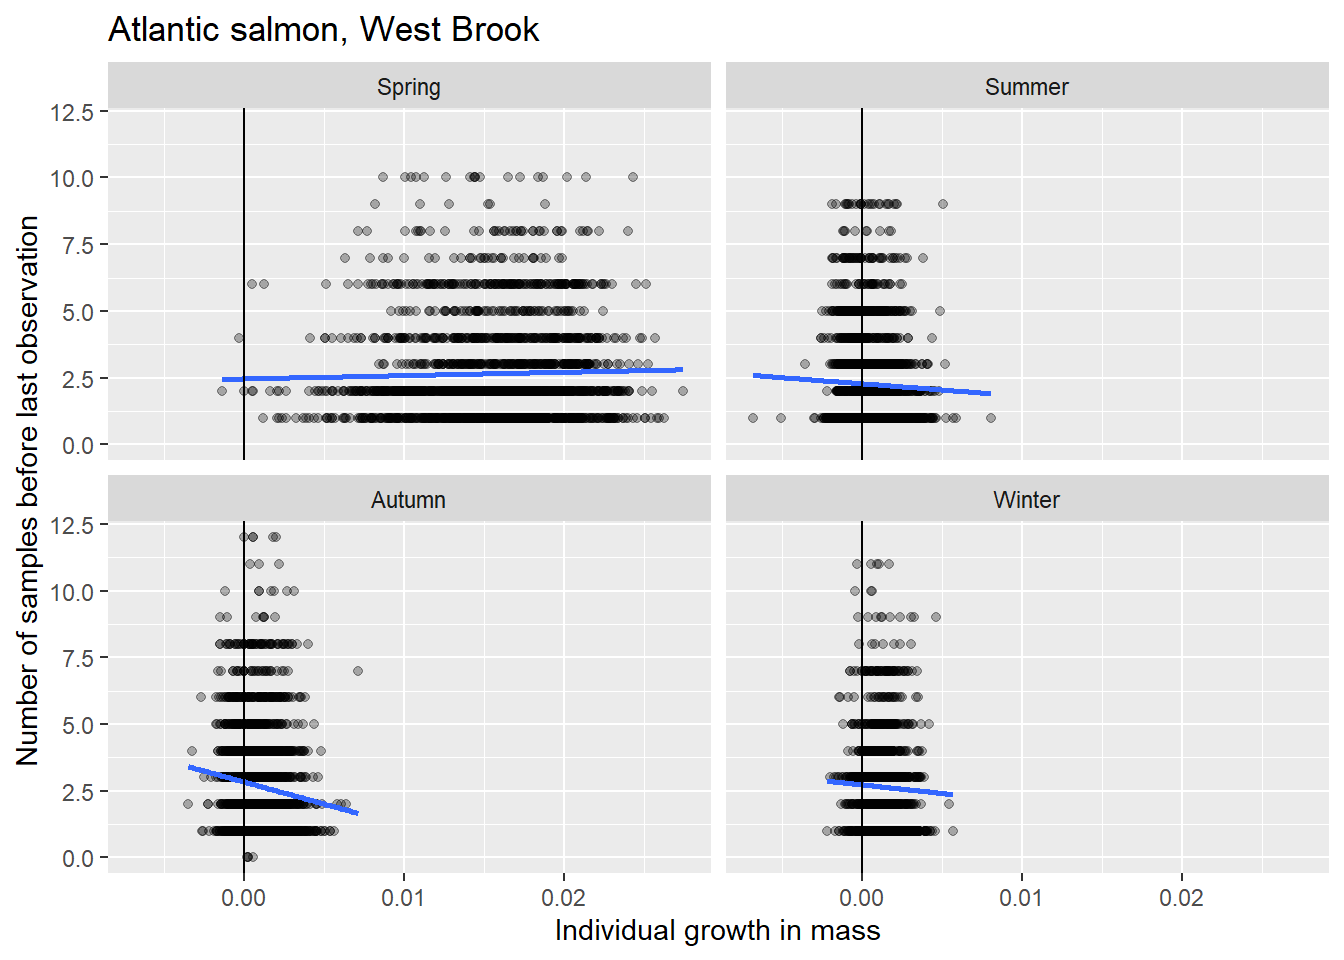 Atlantic salmon, West Brook
Spring
Summer
12.5
10.0
7.5
5.0
2.5
0.0
Number of samples before last observation
Autumn
Winter
12.5
10.0
7.5
5.0
2.5
0.0
0.00
0.01
0.02
0.00
0.01
0.02
Individual growth in mass